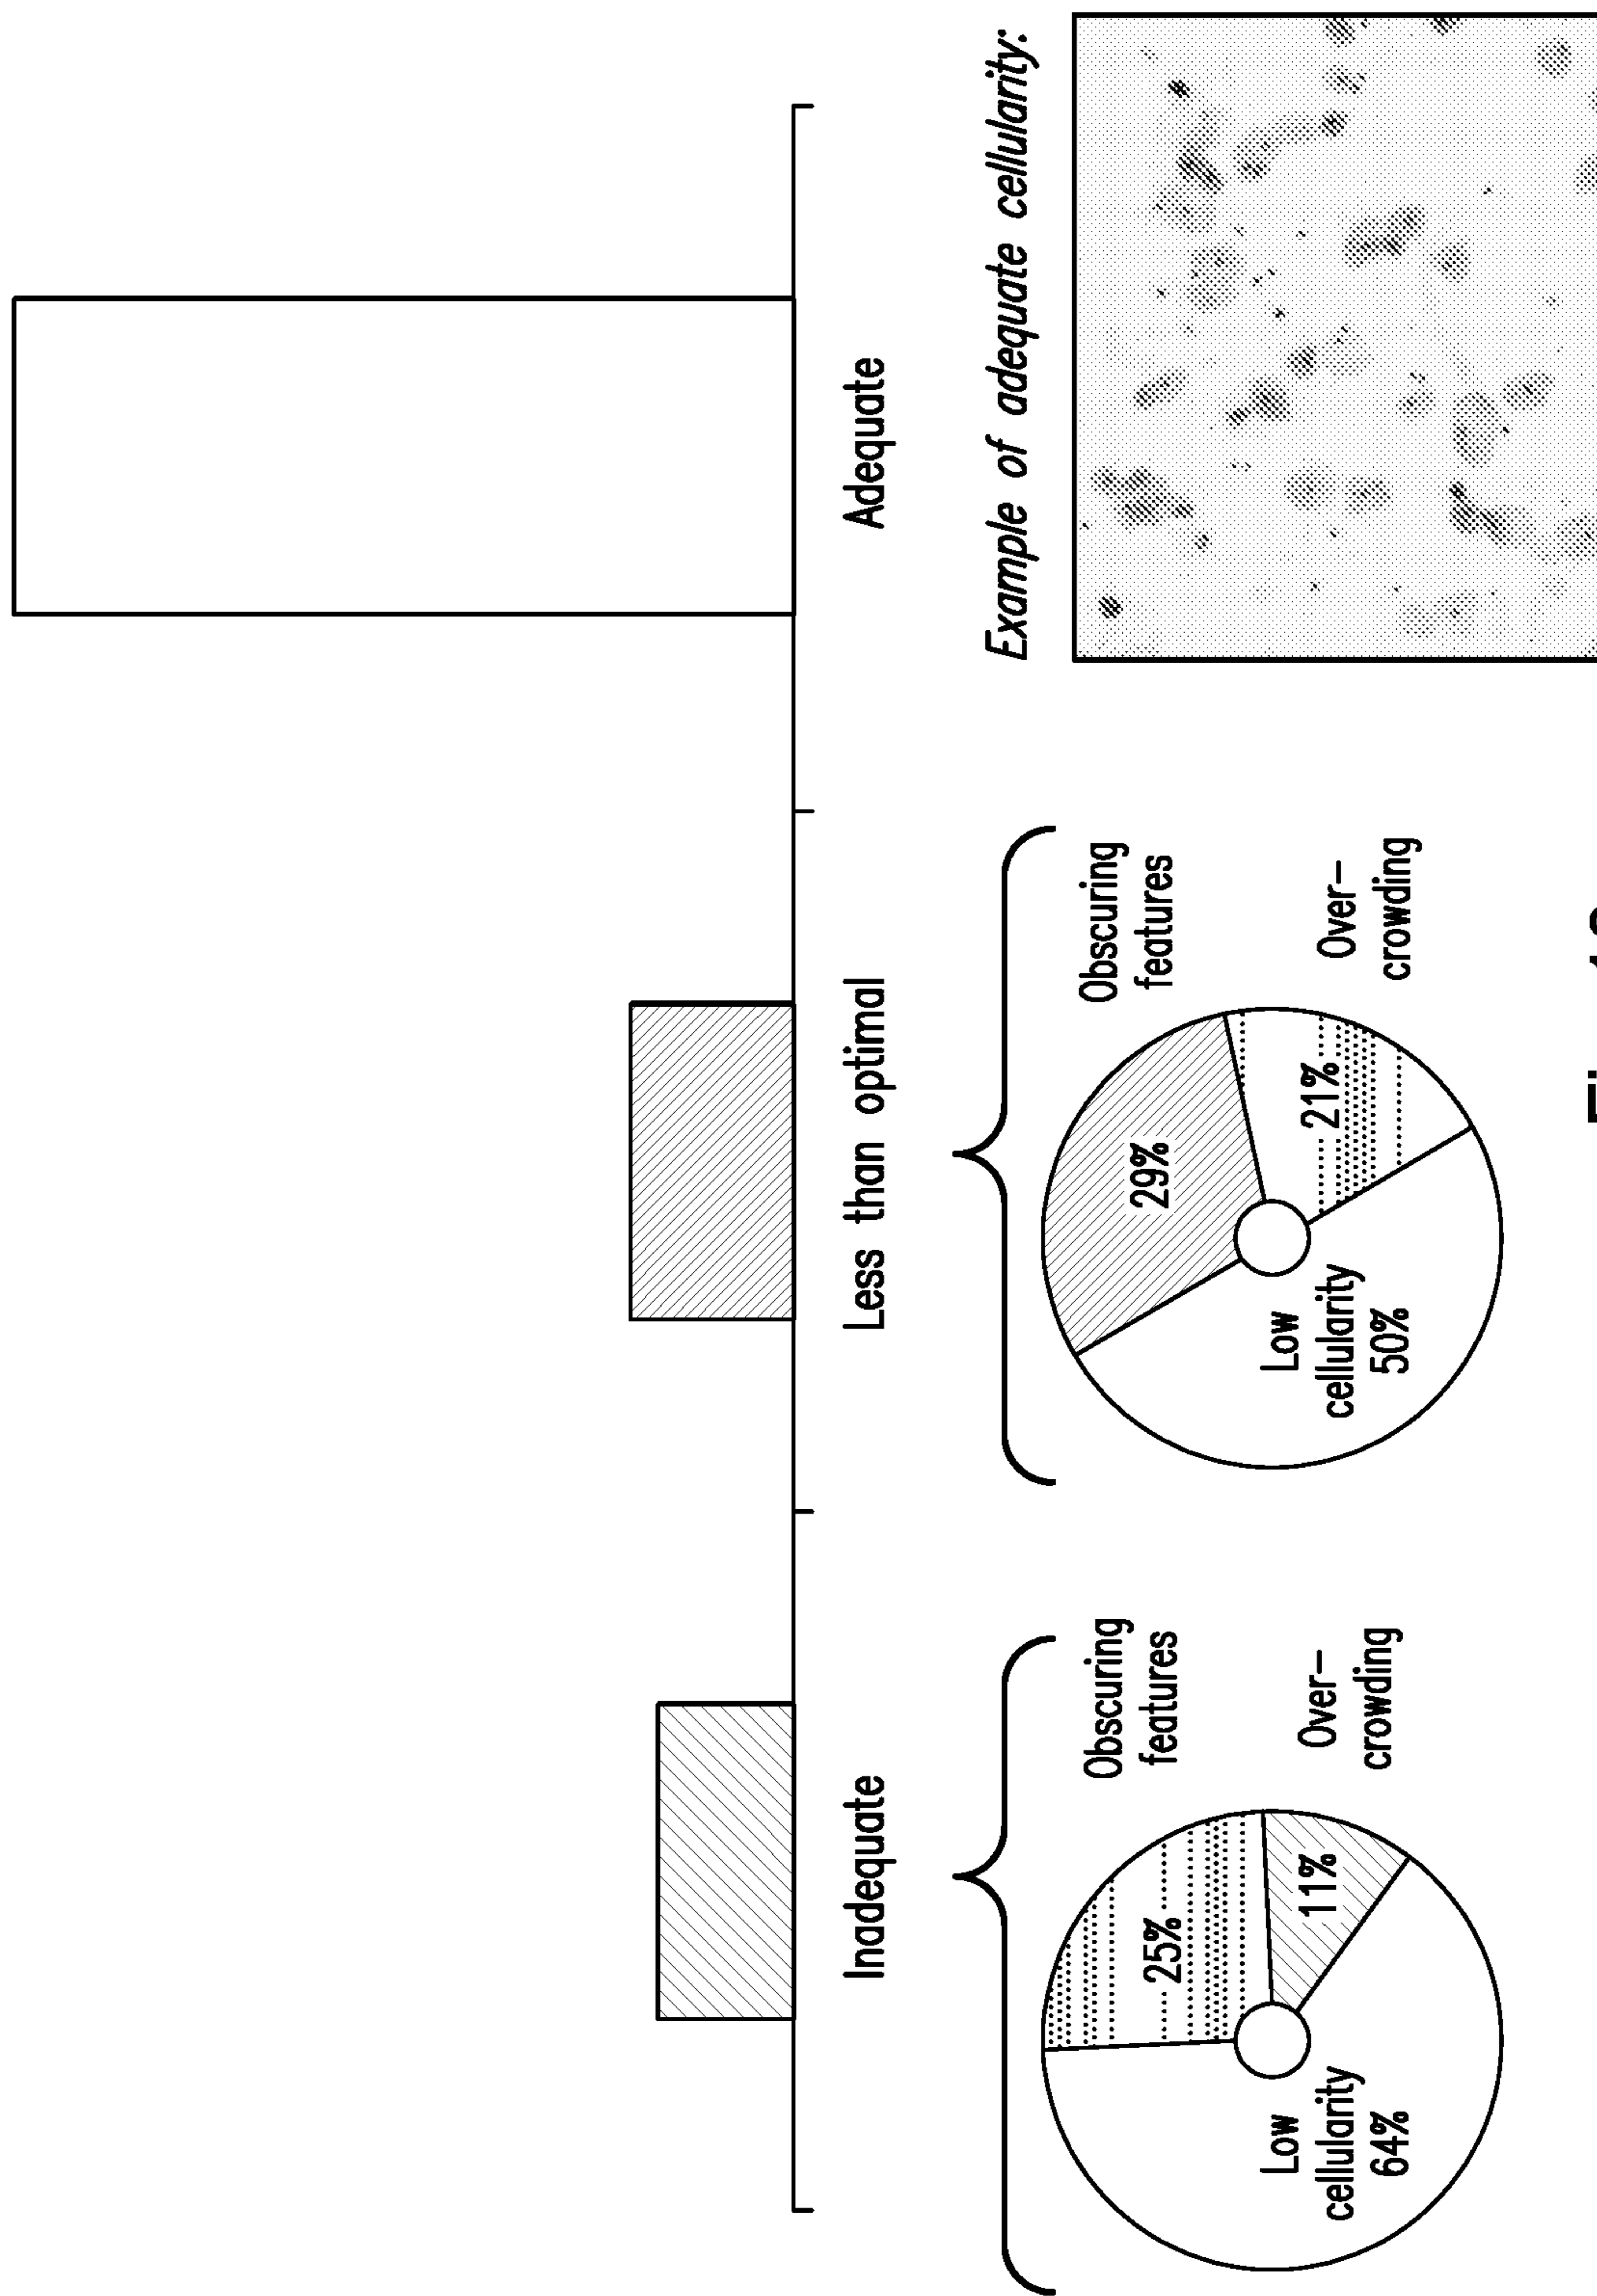 Inadequate
Less than optimal
Adequate
Example of adequate cellularity:
Obscuring
features
25%
Over-
crowding
11%
Low
cellularity
64%
Obscuring
features
29%
Over-
crowding
21%
Low
cellularity
50%